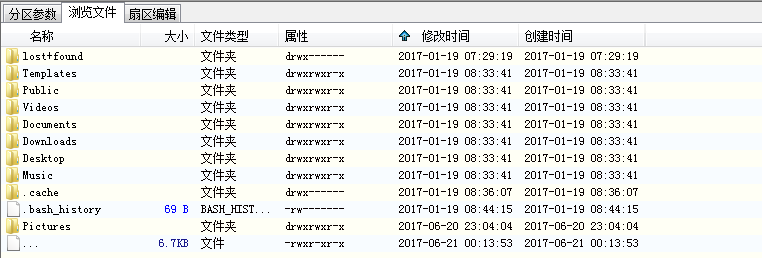 分区参数 浏览文件 扇区编辑
名称 大小 文件类型 属性 修改时间 创建时间
lost+found 文件夹 drwx------ 2017-01-19 07:29:19 2017-01-19 07:29:19
Templates 文件夹 drwxrwxr-x 2017-01-19 08:33:41 2017-01-19 08:33:41
Public 文件夹 drwxrwxr-x 2017-01-19 08:33:41 2017-01-19 08:33:41
Videos 文件夹 drwxrwxr-x 2017-01-19 08:33:41 2017-01-19 08:33:41
Documents 文件夹 drwxrwxr-x 2017-01-19 08:33:41 2017-01-19 08:33:41
Downloads 文件夹 drwxrwxr-x 2017-01-19 08:33:41 2017-01-19 08:33:41
Desktop 文件夹 drwxrwxr-x 2017-01-19 08:33:41 2017-01-19 08:33:41
Music 文件夹 drwxrwxr-x 2017-01-19 08:33:41 2017-01-19 08:33:41
.cache 文件夹 drwx------ 2017-01-19 08:36:07 2017-01-19 08:36:07
.bash_history 69 B BASH_HIST... -rw------- 2017-01-19 08:44:15 2017-01-19 08:44:15
Pictures 文件夹 drwxrwxr-x 2017-06-20 23:04:04 2017-06-20 23:04:04
... 6.7KB 文件 -rwxr-xr-x 2017-06-21 00:13:53 2017-06-21 00:13:53